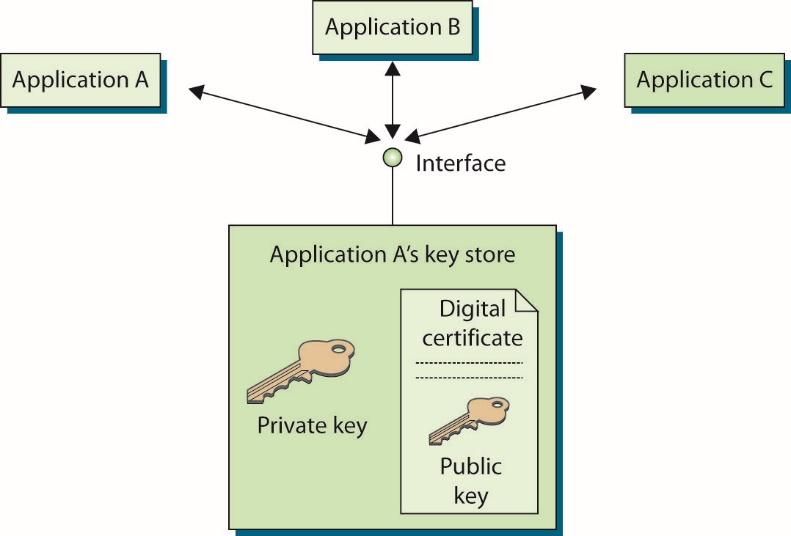 Application B
Application A
Application C
Interface
Application A’s key store
Digital
certificate
Private key
Public
key